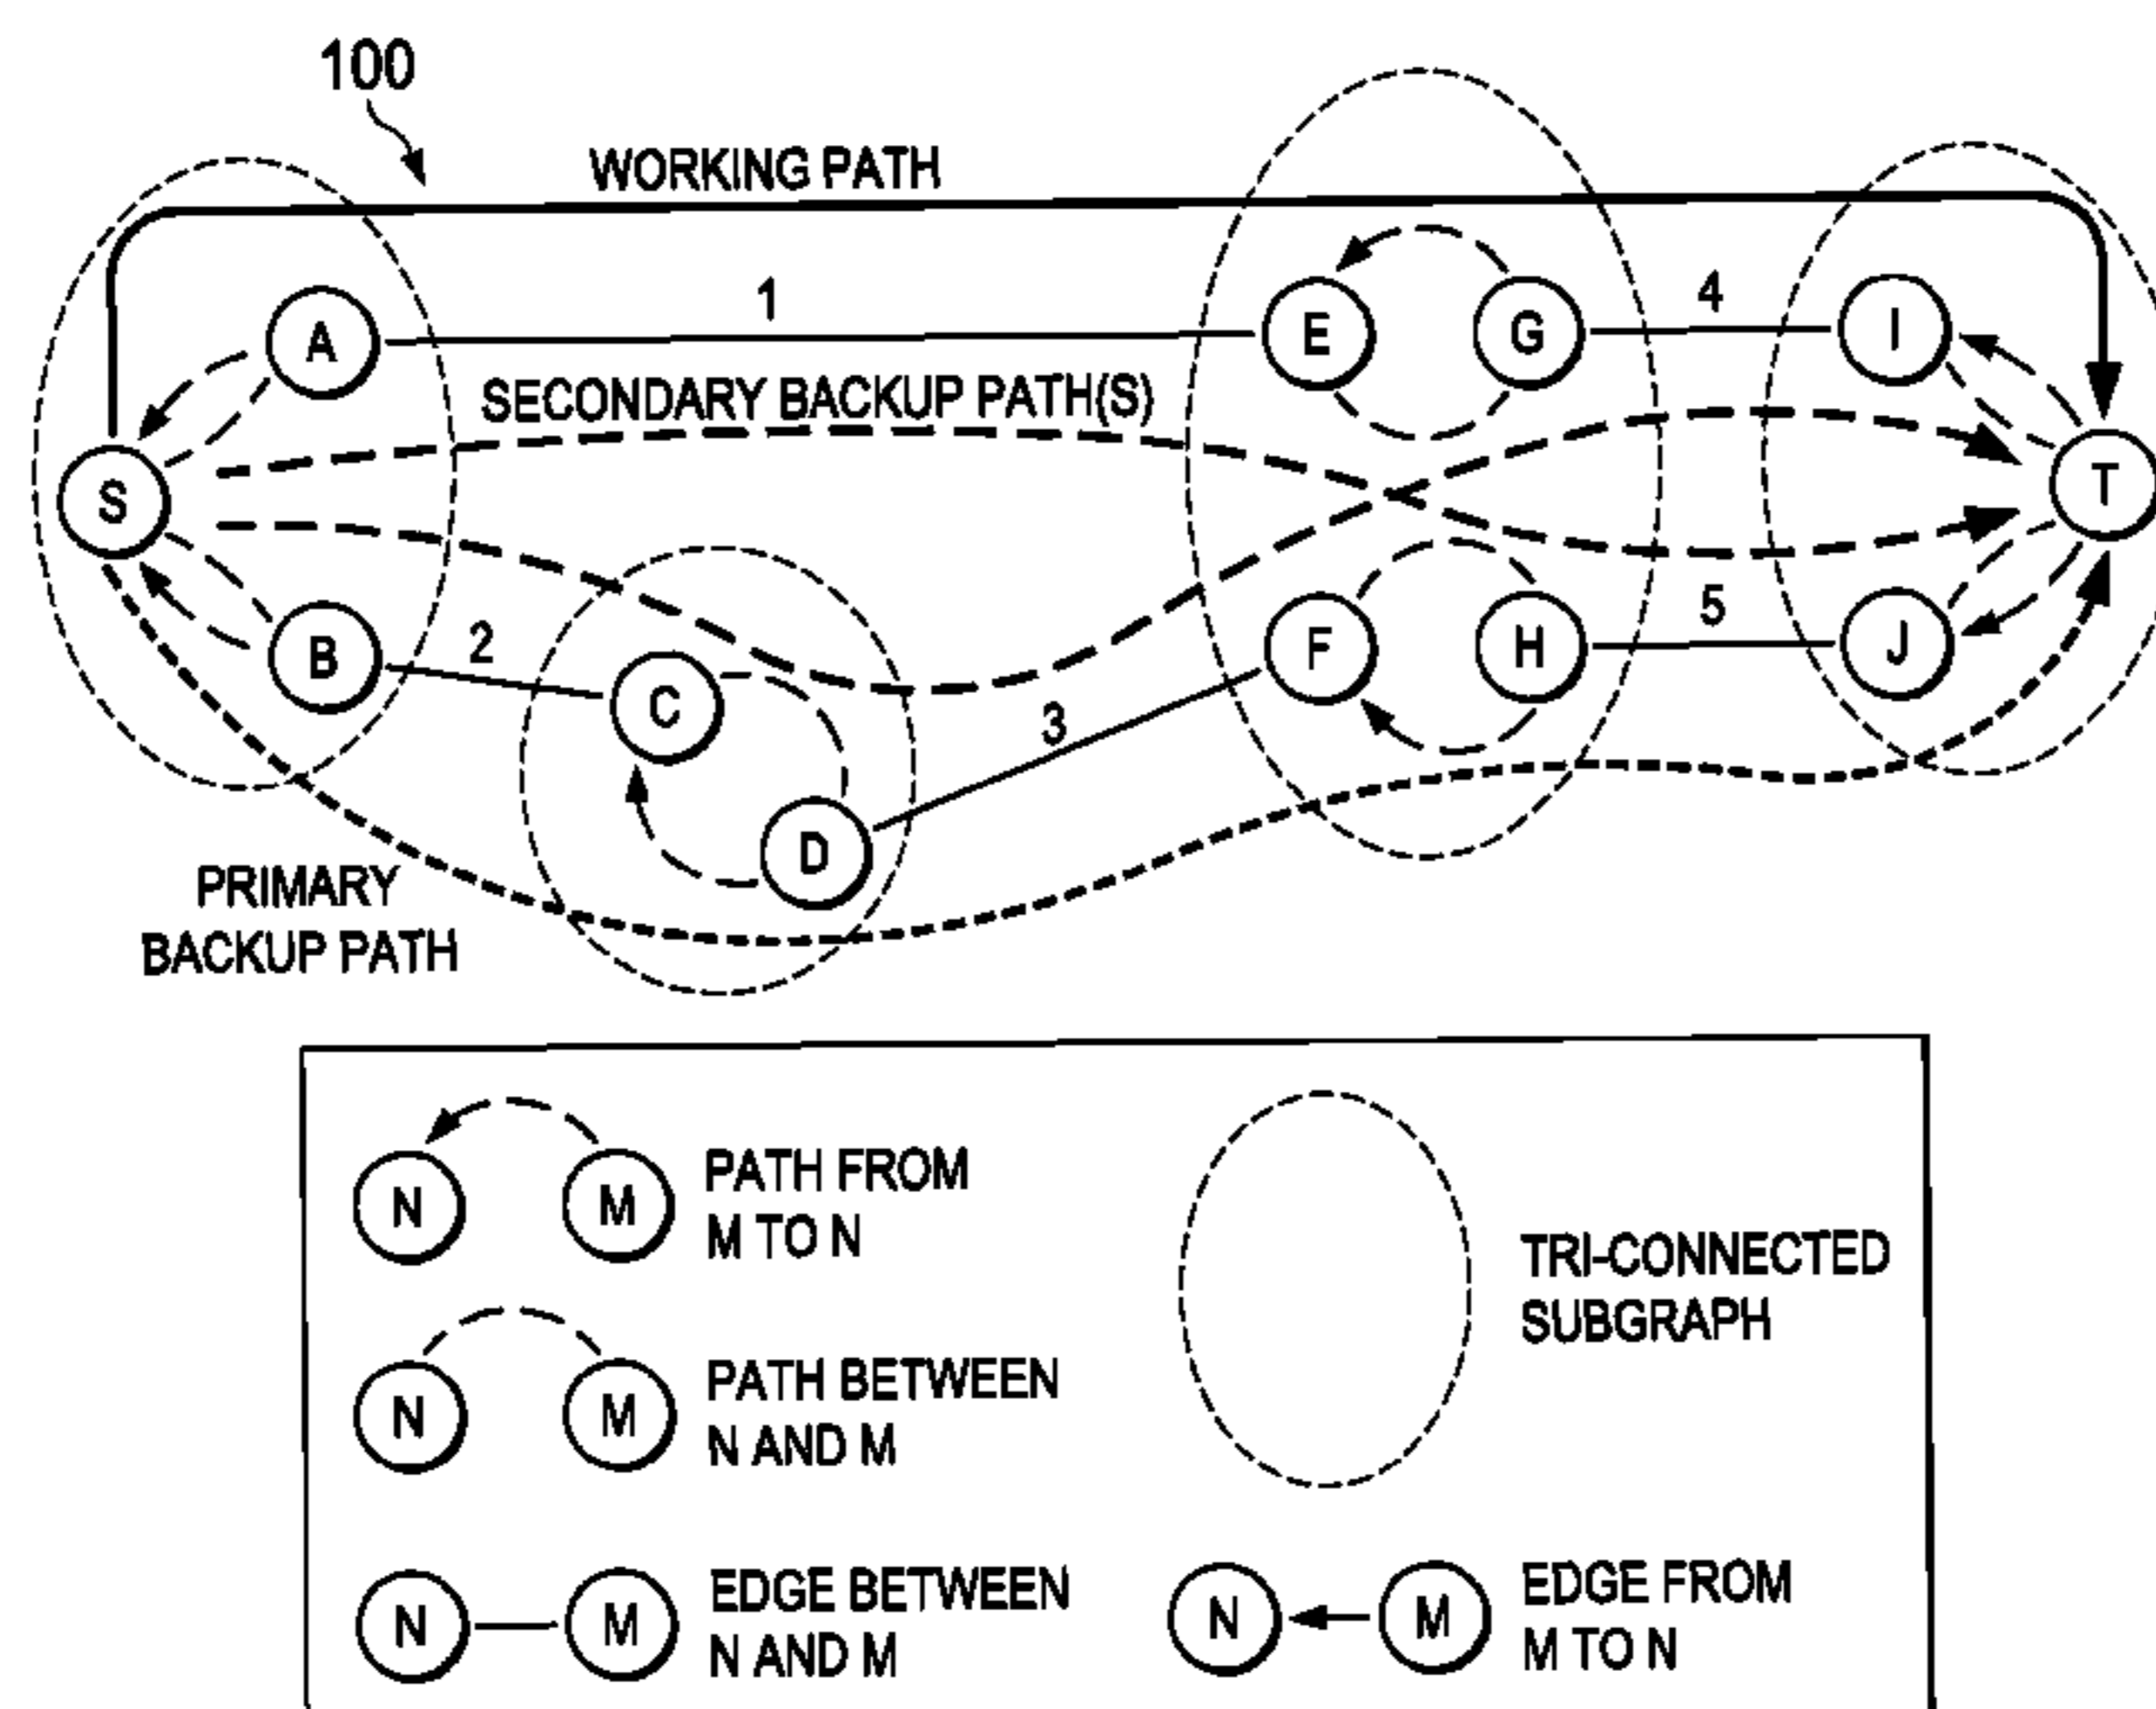 100
WORKING PATH
1
E
G
4
I
A
SECONDARY BACKUP PATH(S)
S
T
B
2
C
3
F
H
5
J
D
PRIMARY
BACKUP PATH
N
M
PATH FROM
M TO N
TRI-CONNECTED
SUBGRAPH
N
M
PATH BETWEEN
N AND M
N
M
EDGE BETWEEN
N AND M
N
M
EDGE FROM
M TO N